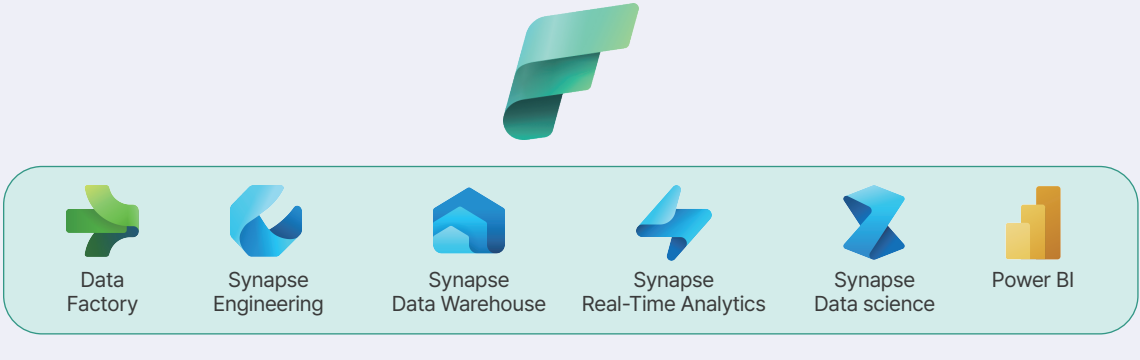 Data
Factory
Synapse
Engineering
Synapse
Data Warehouse
Synapse
Real-Time Analytics
Synapse
Data science
Power BI